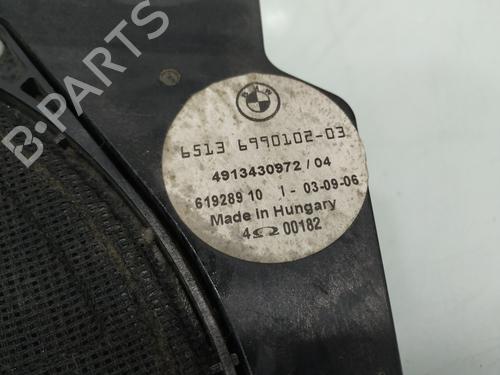 BMW
6513 6990102-03
4913430972 / 04
619289 10 1 - 03-09-06
Made in Hungary
4Ω 00182
B-PARTS